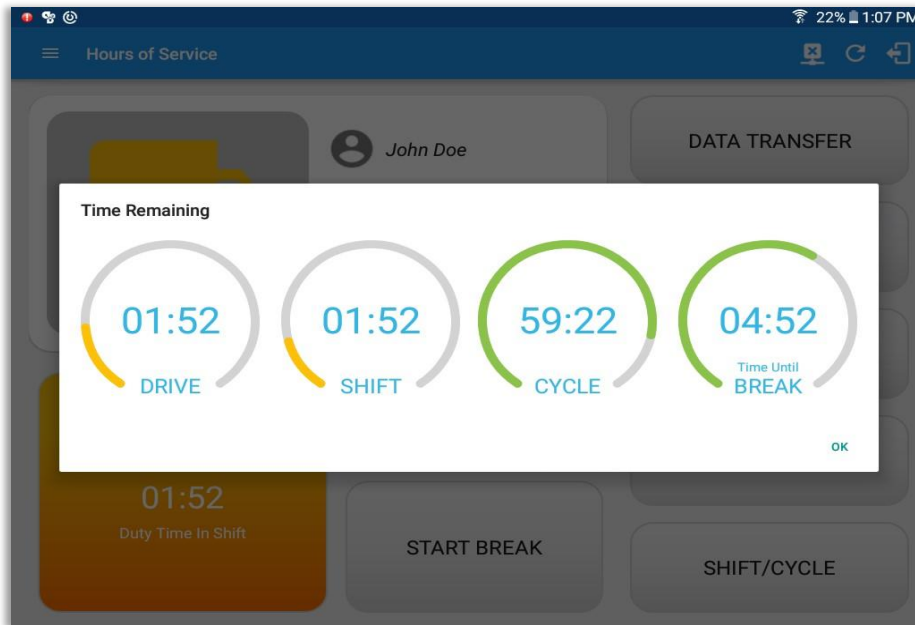 22% 1:07 PM
Hours of Service
John Doe
DATA TRANSFER
Time Remaining
01:52
DRIVE
01:52
SHIFT
59:22
CYCLE
04:52
Time Until
BREAK
OK
01:52
Duty Time In Shift
START BREAK
SHIFT/CYCLE